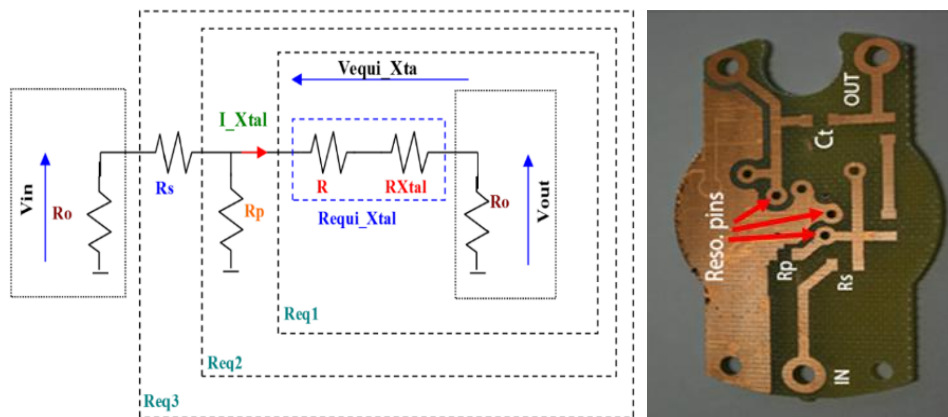 Vequi_Xta
I_Xtal
Vin
Ro
Rs
Rp
R
RXtal
Requi_Xtal
Ro
Vout
Req1
Req2
Req3
OUT
Ct
Reso. pins
Rp
Rs
IN